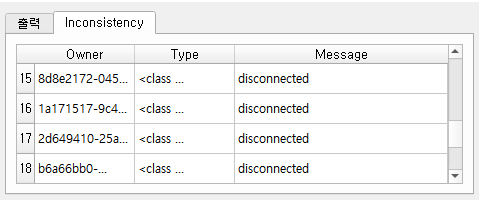 출력 Inconsistency
Owner Type Message
15 8d8e2172-045... <class ... disconnected
16 1a171517-9c4... <class ... disconnected
17 2d649410-25a... <class ... disconnected
18 b6a66bb0-... <class ... disconnected